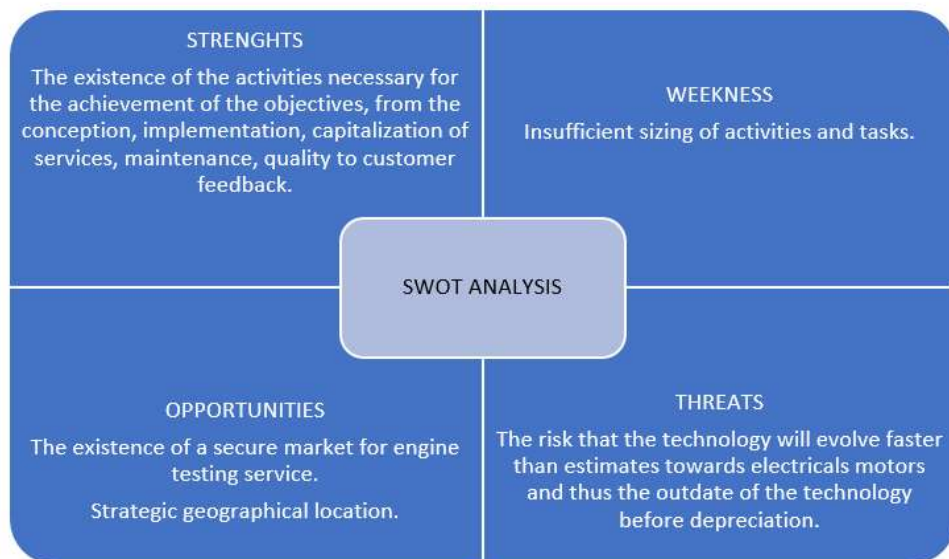 STRENGHTS
The existence of the activities necessary for
the achievement of the objectives, from the
conception, implementation, capitalization of
services, maintenance, quality to customer
feedback.
WEEKNESS
Insufficient sizing of activities and tasks.
SWOT ANALYSIS
OPPORTUNITIES
The existence of a secure market for engine
testing service.
Strategic geographical location.
THREATS
The risk that the technology will evolve faster
than estimates towards electricals motors
and thus the outdate of the technology
before depreciation.